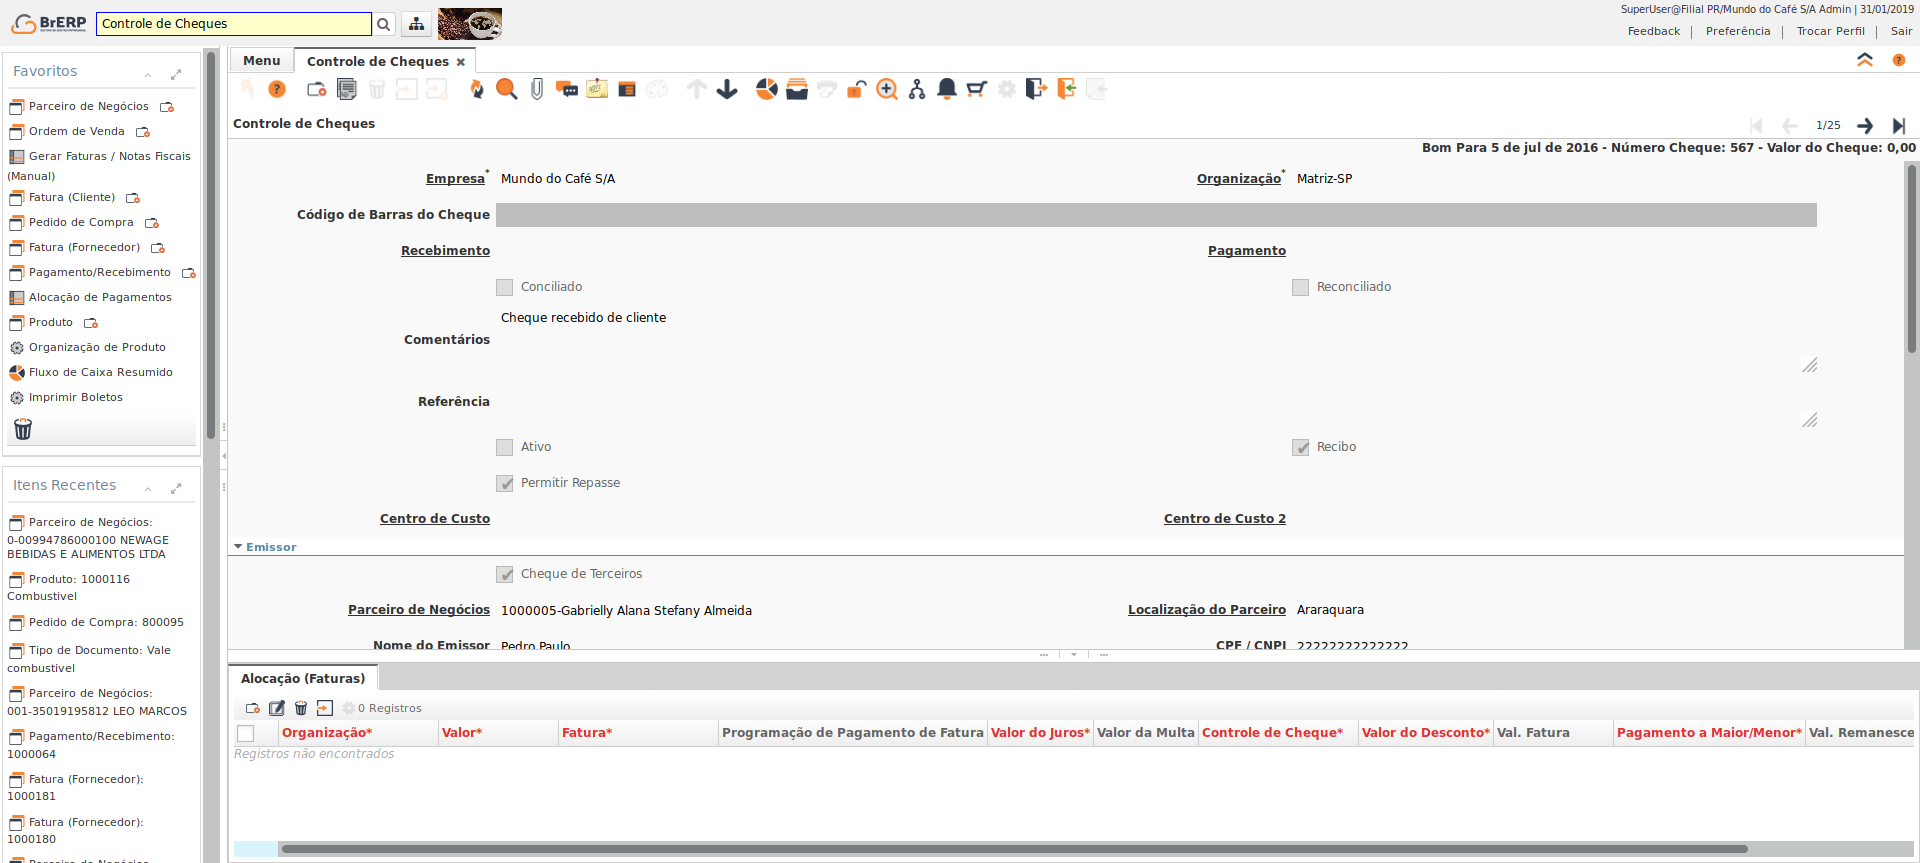 BrERP
Controle de Cheques
SuperUser@Filial PR/Mundo do Café S/A Admin | 31/01/2019
Feedback | Preferência | Trocar Perfil | Sair
Favoritos
Parceiro de Negócios
Ordem de Venda
Gerar Faturas / Notas Fiscais
(Manual)
Fatura (Cliente)
Pedido de Compra
Fatura (Fornecedor)
Pagamento/Recebimento
Alocação de Pagamentos
Produto
Organização de Produto
Fluxo de Caixa Resumido
Imprimir Boletos
Itens Recentes
Parceiro de Negócios:
0-00994786000100 NEWAGE
BEBIDAS E ALIMENTOS LTDA
Produto: 1000116
Combustivel
Pedido de Compra: 800095
Tipo de Documento: Vale
combustivel
Parceiro de Negócios:
001-35019195812 LEO MARCOS
Pagamento/Recebimento:
1000064
Fatura (Fornecedor):
1000181
Fatura (Fornecedor):
1000180
Parceiro de Negócios
Menu
Controle de Cheques
Controle de Cheques
1/25
Bom Para 5 de jul de 2016 - Número Cheque: 567 - Valor do Cheque: 0,00
Empresa* Mundo do Café S/A
Organização* Matriz-SP
Código de Barras do Cheque
Recebimento
Pagamento
Conciliado
Reconciliado
Cheque recebido de cliente
Comentários
Referência
Ativo
Recibo
Permitir Repasse
Centro de Custo
Centro de Custo 2
Emissor
Cheque de Terceiros
Parceiro de Negócios 1000005-Gabrielly Alana Stefany Almeida
Localização do Parceiro Araraquara
Nome do Emissor Pedro Paulo
CPF / CNPJ 22222222222222
Alocação (Faturas)
0 Registros
Organização* Valor* Fatura* Programação de Pagamento de Fatura Valor do Juros* Valor da Multa Controle de Cheque* Valor do Desconto* Val. Fatura Pagamento a Maior/Menor* Val. Remanesce
Registros não encontrados